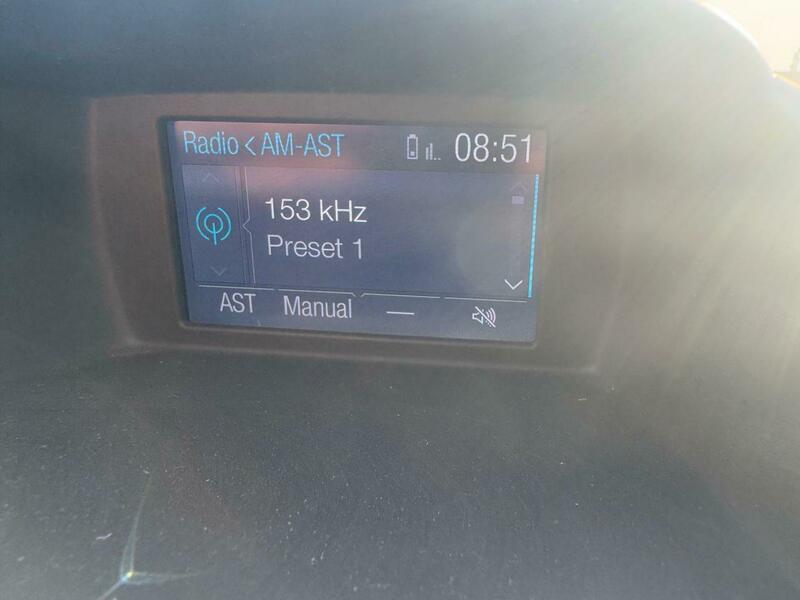 Radio < AM-AST 08:51
153 kHz
Preset 1
AST Manual —